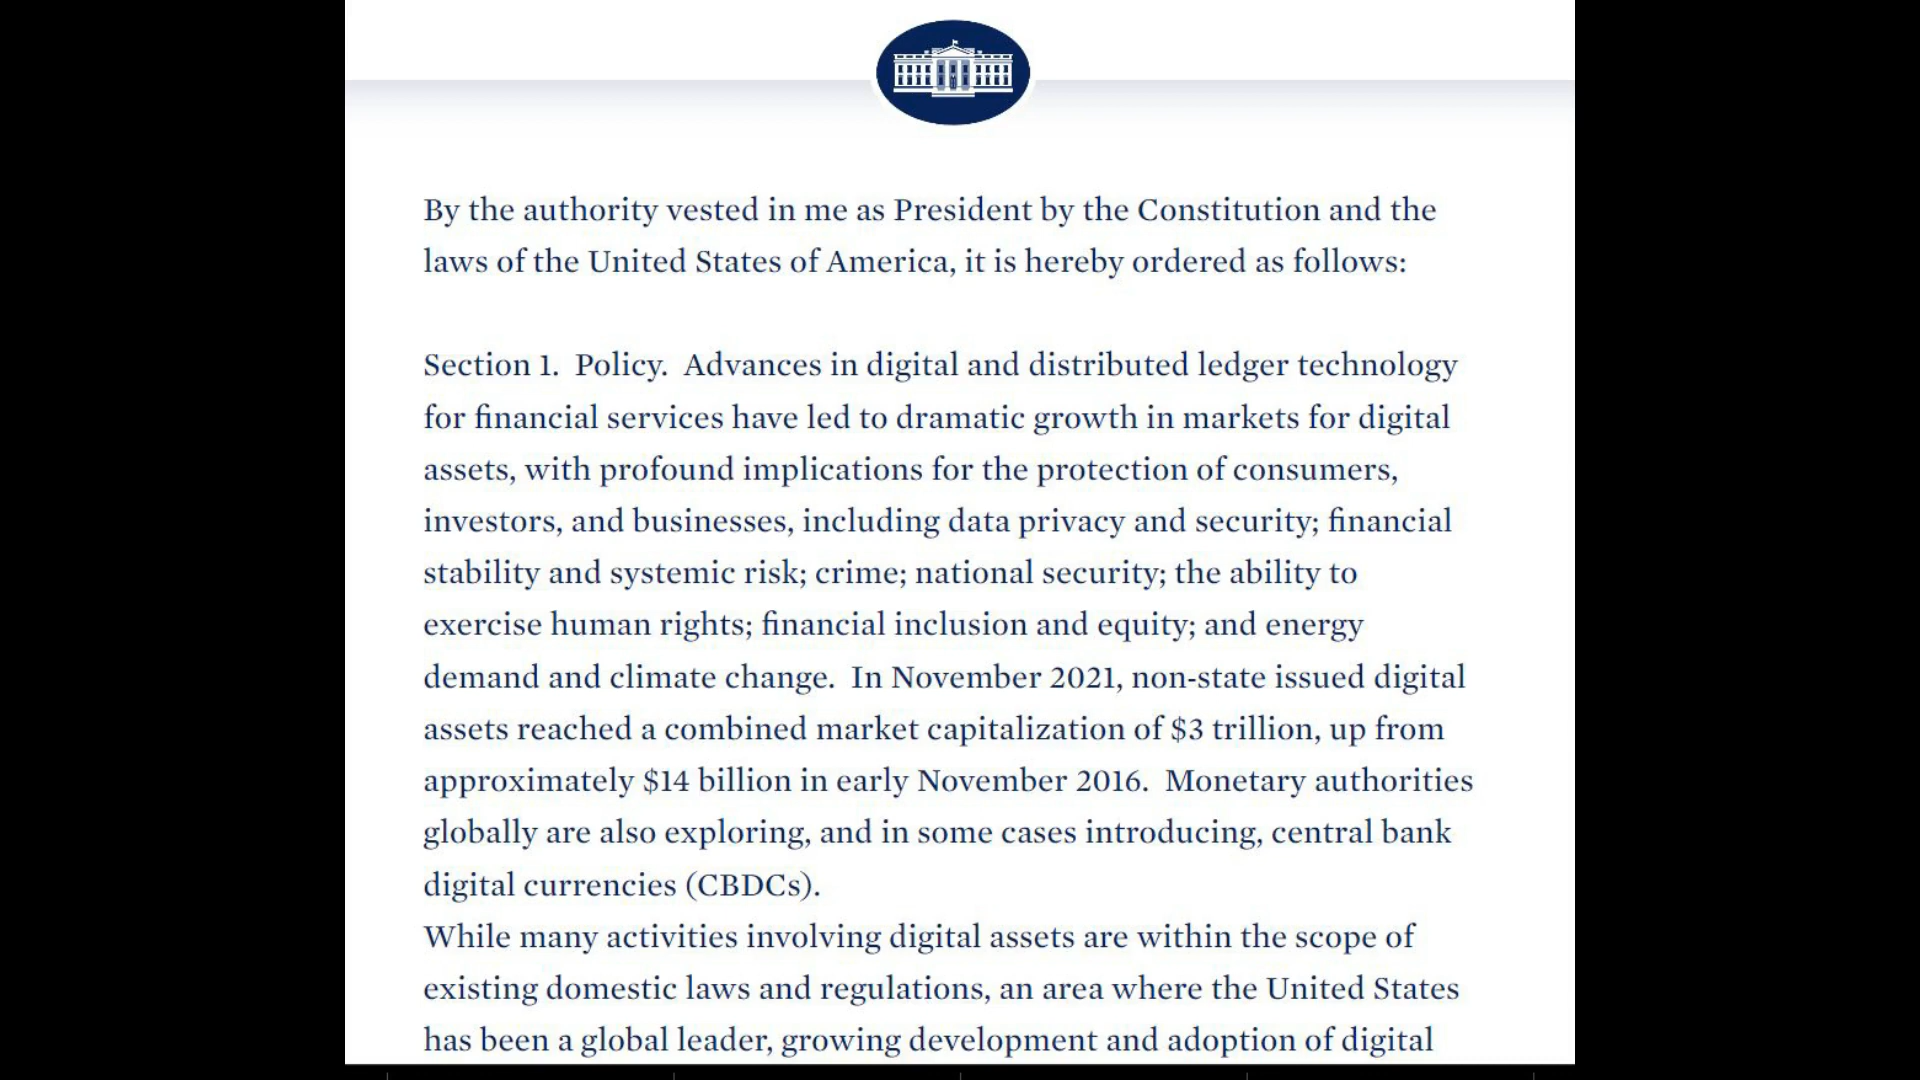 By the authority vested in me as President by the Constitution and the
laws of the United States of America, it is hereby ordered as follows:
Section 1.  Policy.  Advances in digital and distributed ledger technology
for financial services have led to dramatic growth in markets for digital
assets, with profound implications for the protection of consumers,
investors, and businesses, including data privacy and security; financial
stability and systemic risk; crime; national security; the ability to
exercise human rights; financial inclusion and equity; and energy
demand and climate change.  In November 2021, non-state issued digital
assets reached a combined market capitalization of $3 trillion, up from
approximately $14 billion in early November 2016.  Monetary authorities
globally are also exploring, and in some cases introducing, central bank
digital currencies (CBDCs).
While many activities involving digital assets are within the scope of
existing domestic laws and regulations, an area where the United States
has been a global leader, growing development and adoption of digital